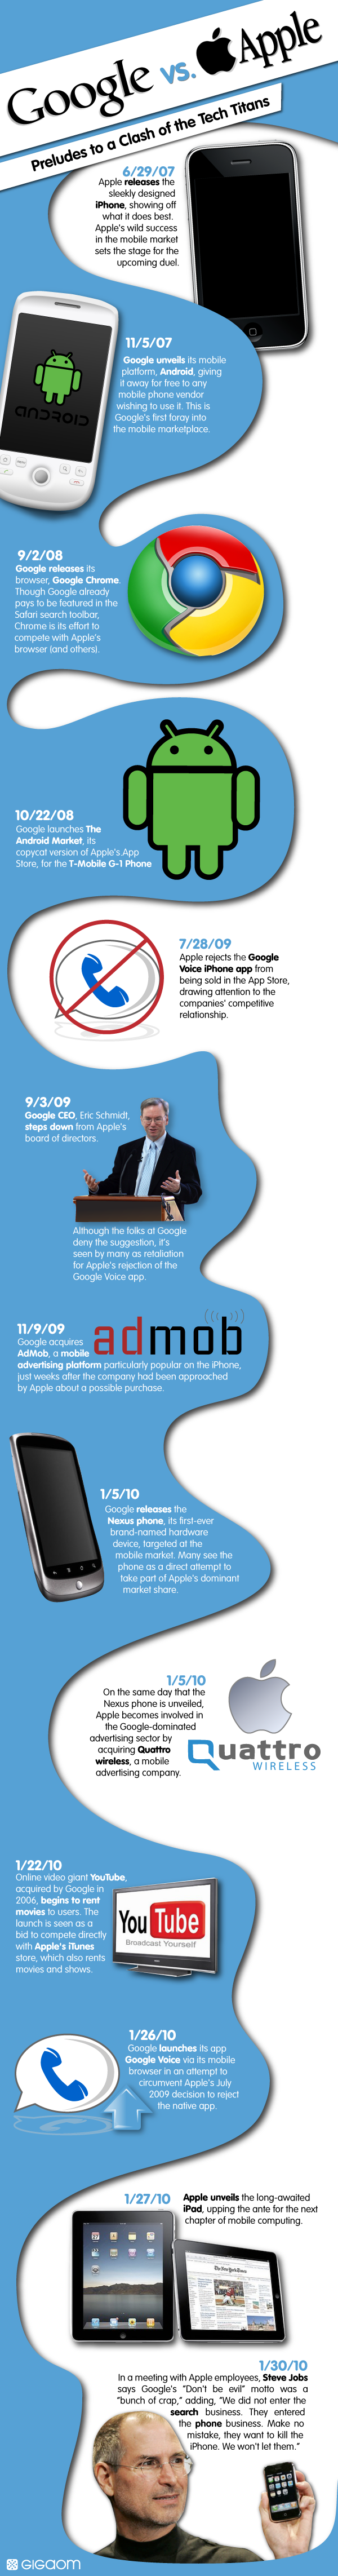 Google vs. Apple
Preludes to a Clash of the Tech Titans
6/29/07
Apple releases the
sleekly designed
iPhone, showing off
what it does best.
Apple's wild success
in the mobile market
sets the stage for the
upcoming duel.
11/5/07
Google unveils its mobile
platform, Android, giving
it away for free to any
mobile phone vendor
wishing to use it. This is
Google's first foray into
the mobile marketplace.
ANDROID
9/2/08
Google releases its
browser, Google Chrome.
Though Google already
pays to be featured in the
Safari search toolbar,
Chrome is its effort to
compete with Apple's
browser (and others).
10/22/08
Google launches The
Android Market, its
copycat version of Apple's App
Store, for the T-Mobile G-1 Phone
7/28/09
Apple rejects the Google
Voice iPhone app from
being sold in the App Store,
drawing attention to the
companies' competitive
relationship.
9/3/09
Google CEO, Eric Schmidt,
steps down from Apple's
board of directors.
Although the folks at Google
deny the suggestion, it's
seen by many as retaliation
for Apple's rejection of the
Google Voice app.
11/9/09
admob
Google acquires
AdMob, a mobile
advertising platform particularly popular on the iPhone,
just weeks after the company had been approached
by Apple about a possible purchase.
1/5/10
Google releases the
Nexus phone, its first-ever
brand-named hardware
device, targeted at the
mobile market. Many see the
phone as a direct attempt to
take part of Apple's dominant
market share.
1/5/10
On the same day that the
Nexus phone is unveiled,
Apple becomes involved in
the Google-dominated
advertising sector by
acquiring Quattro
wireless, a mobile
advertising company.
Quattro
WIRELESS
1/22/10
Online video giant YouTube,
acquired by Google in
2006, begins to rent
movies to users. The
launch is seen as a
bid to compete directly
with Apple's iTunes
store, which also rents
movies and shows.
YouTube
Broadcast Yourself
1/26/10
Google launches its app
Google Voice via its mobile
browser in an attempt to
circumvent Apple's July
2009 decision to reject
the native app.
1/27/10
Apple unveils the long-awaited
iPad, upping the ante for the next
chapter of mobile computing.
The New York Times
1/30/10
In a meeting with Apple employees, Steve Jobs
says Google's "Don't be evil" motto was a
"bunch of crap," adding, "We did not enter the
search business. They entered
the phone business. Make no
mistake, they want to kill the
iPhone. We won't let them."
GIGAOM